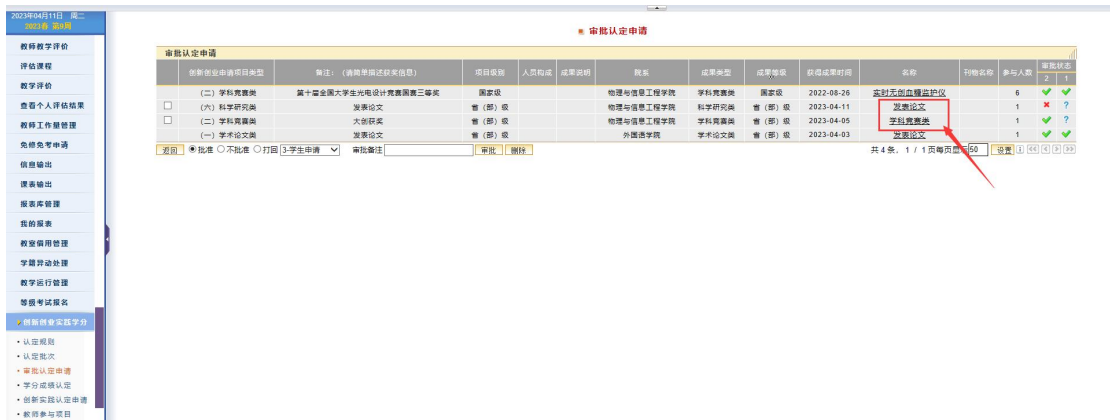 2023年04月11日 周二
2023春 第9周
教师教学评价
评估课程
教学评价
查看个人评估结果
教师工作量管理
免修免考申请
信息输出
课表输出
报表库管理
我的报表
教室借用管理
学籍异动处理
教学运行管理
等级考试报名
创新创业实践学分
• 认定规则
• 认定批次
• 审批认定申请
• 学分成绩认定
• 创新实践认定申请
• 教师参与项目
审批认定申请
审批认定申请
创新创业申请项目类型 备注:(请简单描述获奖信息) 项目级别 人员构成 成果说明 院系 成果类型 成果等级 获得成果时间 名称 刊物名称 参与人数 审批状态
2 1
(二)学科竞赛类 第十届全国大学生光电设计竞赛国赛三等奖 国家级 物理与信息工程学院 学科竞赛类 国家级 2022-08-26 实时无创血糖监护仪 6
(六)科学研究类 发表论文 省(部)级 物理与信息工程学院 科学研究类 省(部)级 2023-04-11 发表论文 1 ?
(二)学科竞赛类 大创获奖 省(部)级 物理与信息工程学院 学科竞赛类 省(部)级 2023-04-05 学科竞赛类 1 ?
(一)学术论文类 发表论文 省(部)级 外国语学院 学术论文类 省(部)级 2023-04-03 发表论文 1
返回 批准 不批准 打回 3-学生申请 审批备注 审批 删除 共4条, 1 / 1页每页显 50 设置 1